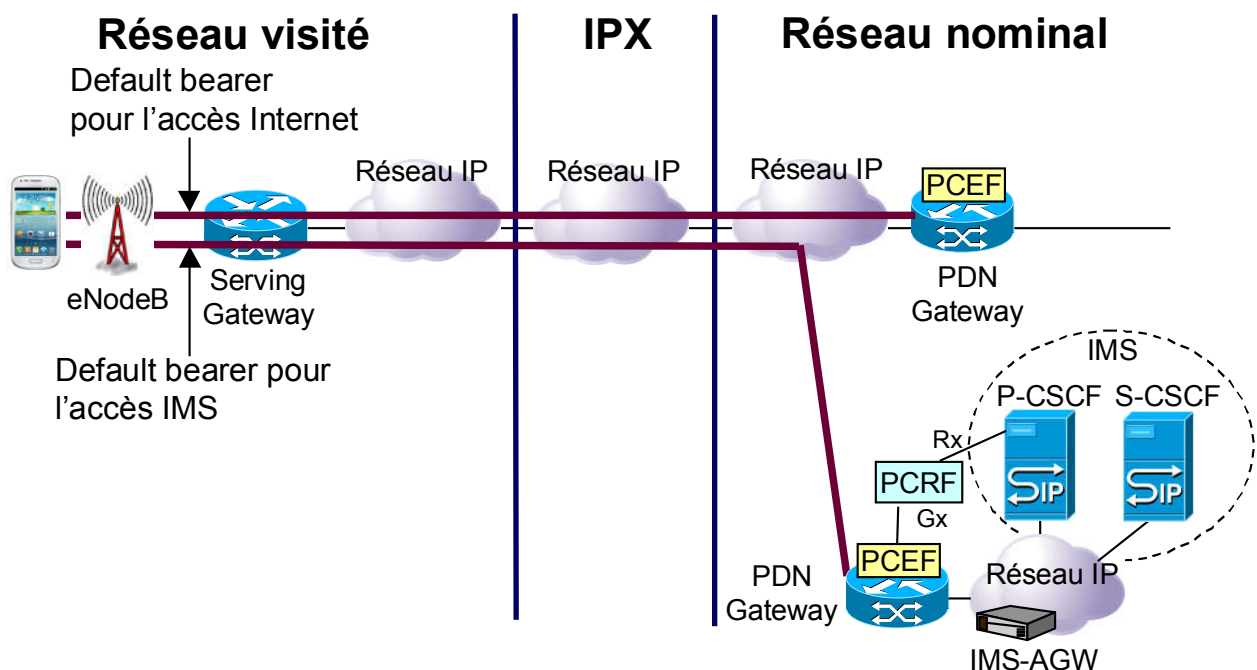 Réseau visité
IPX
Réseau nominal
Default bearer
pour l'accès Internet
Réseau IP
Réseau IP
Réseau IP
PCEF
eNodeB
Serving
Gateway
PDN
Gateway
Default bearer pour
l'accès IMS
IMS
P-CSCF
S-CSCF
Rx
PCRF
SIP
SIP
Gx
PCEF
PDN
Gateway
Réseau IP
IMS-AGW